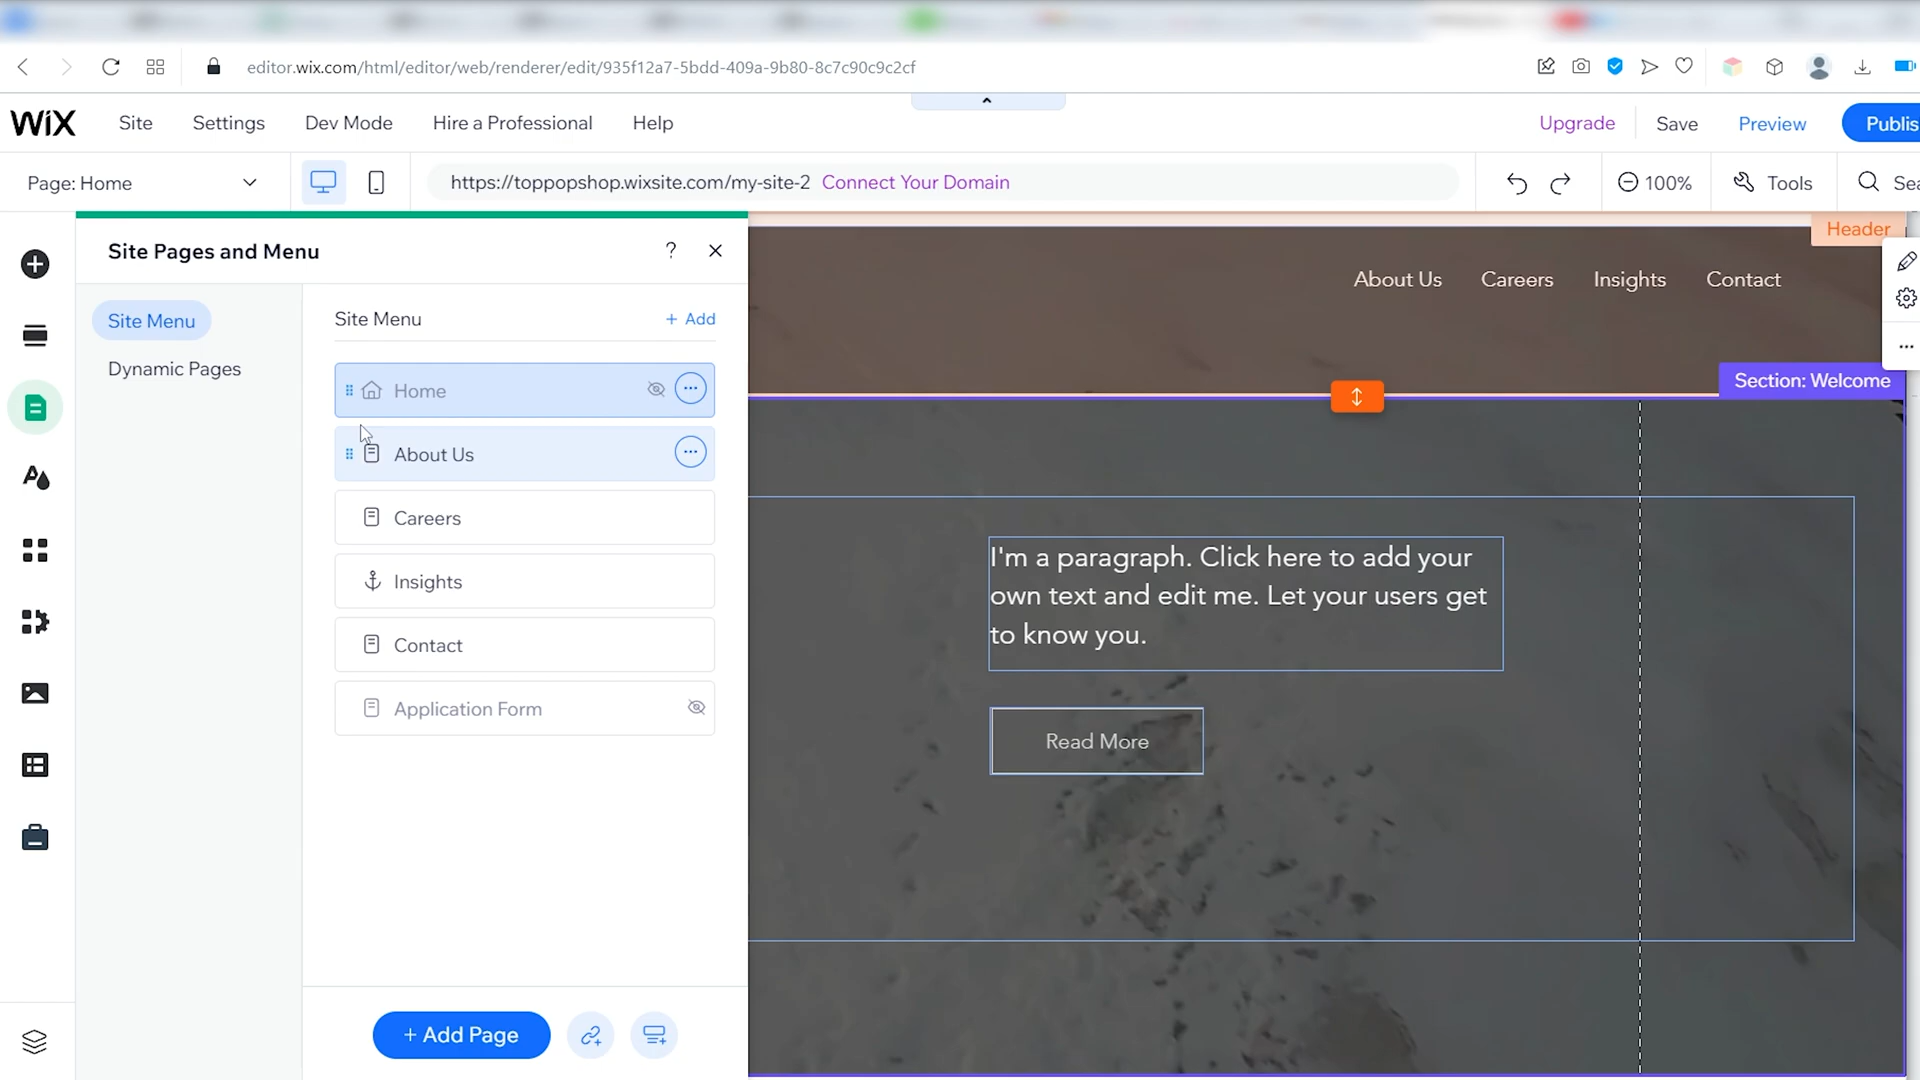 editor.wix.com/html/editor/web/renderer/edit/935f12a7-5bdd-409a-9b80-8c7c90c9c2cf
WiX Site Settings Dev Mode Hire a Professional Help Upgrade Save Preview Publis
Page: Home https://toppopshop.wixsite.com/my-site-2 Connect Your Domain 100% Tools Sea
Site Pages and Menu ? ×
Site Menu
Dynamic Pages
Site Menu + Add
Home
About Us
Careers
Insights
Contact
Application Form
+ Add Page
Header
About Us Careers Insights Contact
Section: Welcome
I'm a paragraph. Click here to add your
own text and edit me. Let your users get
to know you.
Read More